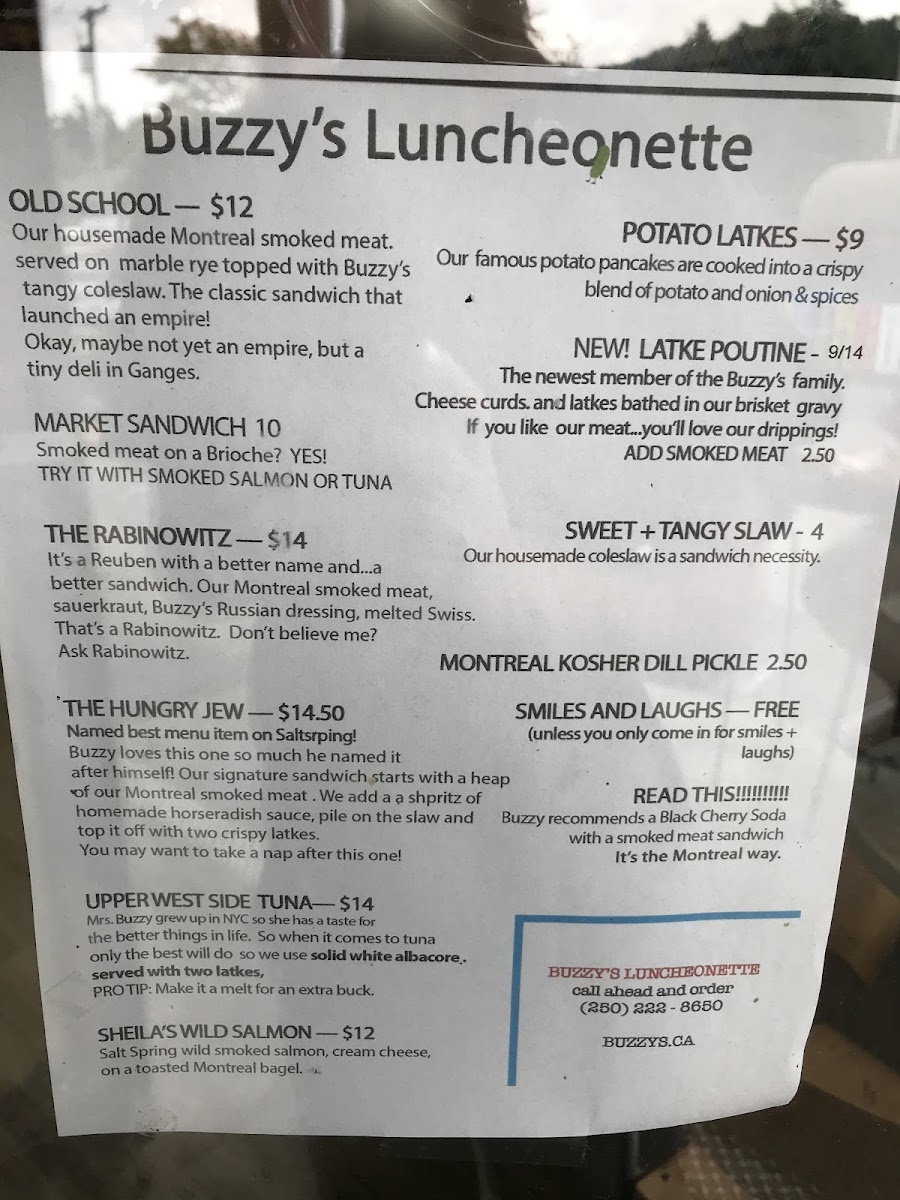 Buzzy's Luncheonette
OLD SCHOOL — $12
Our housemade Montreal smoked meat.
served on marble rye topped with Buzzy's
tangy coleslaw. The classic sandwich that
launched an empire!
Okay, maybe not yet an empire, but a
tiny deli in Ganges.
MARKET SANDWICH 10
Smoked meat on a Brioche? YES!
TRY IT WITH SMOKED SALMON OR TUNA
THE RABINOWITZ — $14
It's a Reuben with a better name and...a
better sandwich. Our Montreal smoked meat,
sauerkraut, Buzzy's Russian dressing, melted Swiss.
That's a Rabinowitz. Don't believe me?
Ask Rabinowitz.
THE HUNGRY JEW — $14.50
Named best menu item on Saltsrping!
Buzzy loves this one so much he named it
after himself! Our signature sandwich starts with a heap
of our Montreal smoked meat . We add a a shpritz of
homemade horseradish sauce, pile on the slaw and
top it off with two crispy latkes.
You may want to take a nap after this one!
UPPER WEST SIDE TUNA— $14
Mrs. Buzzy grew up in NYC so she has a taste for
the better things in life. So when it comes to tuna
only the best will do so we use solid white albacore.
served with two latkes,
PRO TIP: Make it a melt for an extra buck.
SHEILA'S WILD SALMON — $12
Salt Spring wild smoked salmon, cream cheese,
on a toasted Montreal bagel.
POTATO LATKES — $9
Our famous potato pancakes are cooked into a crispy
blend of potato and onion & spices
NEW! LATKE POUTINE - 9/14
The newest member of the Buzzy's family.
Cheese curds. and latkes bathed in our brisket gravy
If you like our meat...you'll love our drippings!
ADD SMOKED MEAT 2.50
SWEET + TANGY SLAW - 4
Our housemade coleslaw is a sandwich necessity.
MONTREAL KOSHER DILL PICKLE 2.50
SMILES AND LAUGHS — FREE
(unless you only come in for smiles +
laughs)
READ THIS!!!!!!!!!!
Buzzy recommends a Black Cherry Soda
with a smoked meat sandwich
It's the Montreal way.
BUZZY'S LUNCHEONETTE
call ahead and order
(250) 222 - 8650
BUZZYS.CA